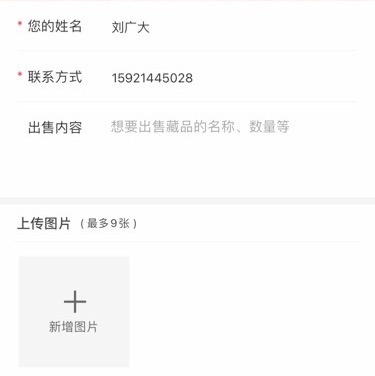 * 您的姓名 刘广大
* 联系方式 15921445028
出售内容 想要出售藏品的名称、数量等
上传图片 (最多9张)
新增图片